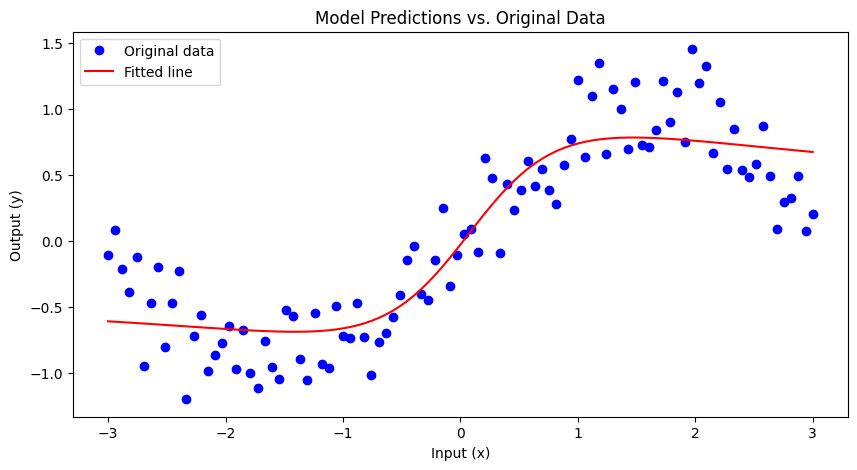 Model Predictions vs. Original Data
Original data
Fitted line
Output (y)
1.5
1.0
0.5
0.0
−0.5
−1.0
−3 −2 −1 0 1 2 3
Input (x)